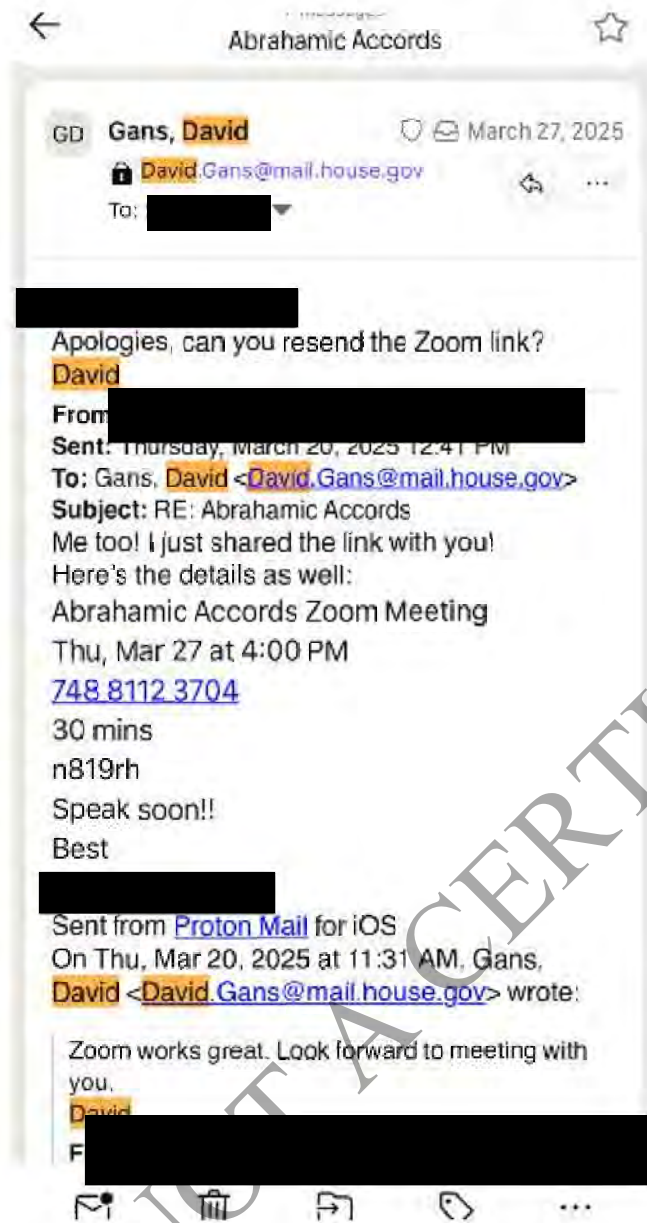 Abrahamic Accords
GD Gans, David March 27, 2025
David.Gans@mail.house.gov
To:
Apologies, can you resend the Zoom link?
David
From
Sent: Thursday, March 20, 2025 12:41 PM
To: Gans, David <David.Gans@mail.house.gov>
Subject: RE: Abrahamic Accords
Me too! I just shared the link with you!
Here's the details as well:
Abrahamic Accords Zoom Meeting
Thu, Mar 27 at 4:00 PM
748 8112 3704
30 mins
n819rh
Speak soon!!
Best
Sent from Proton Mail for iOS
On Thu, Mar 20, 2025 at 11:31 AM, Gans,
David <David.Gans@mail.house.gov> wrote:
Zoom works great. Look forward to meeting with
you.
David
F
A CERT